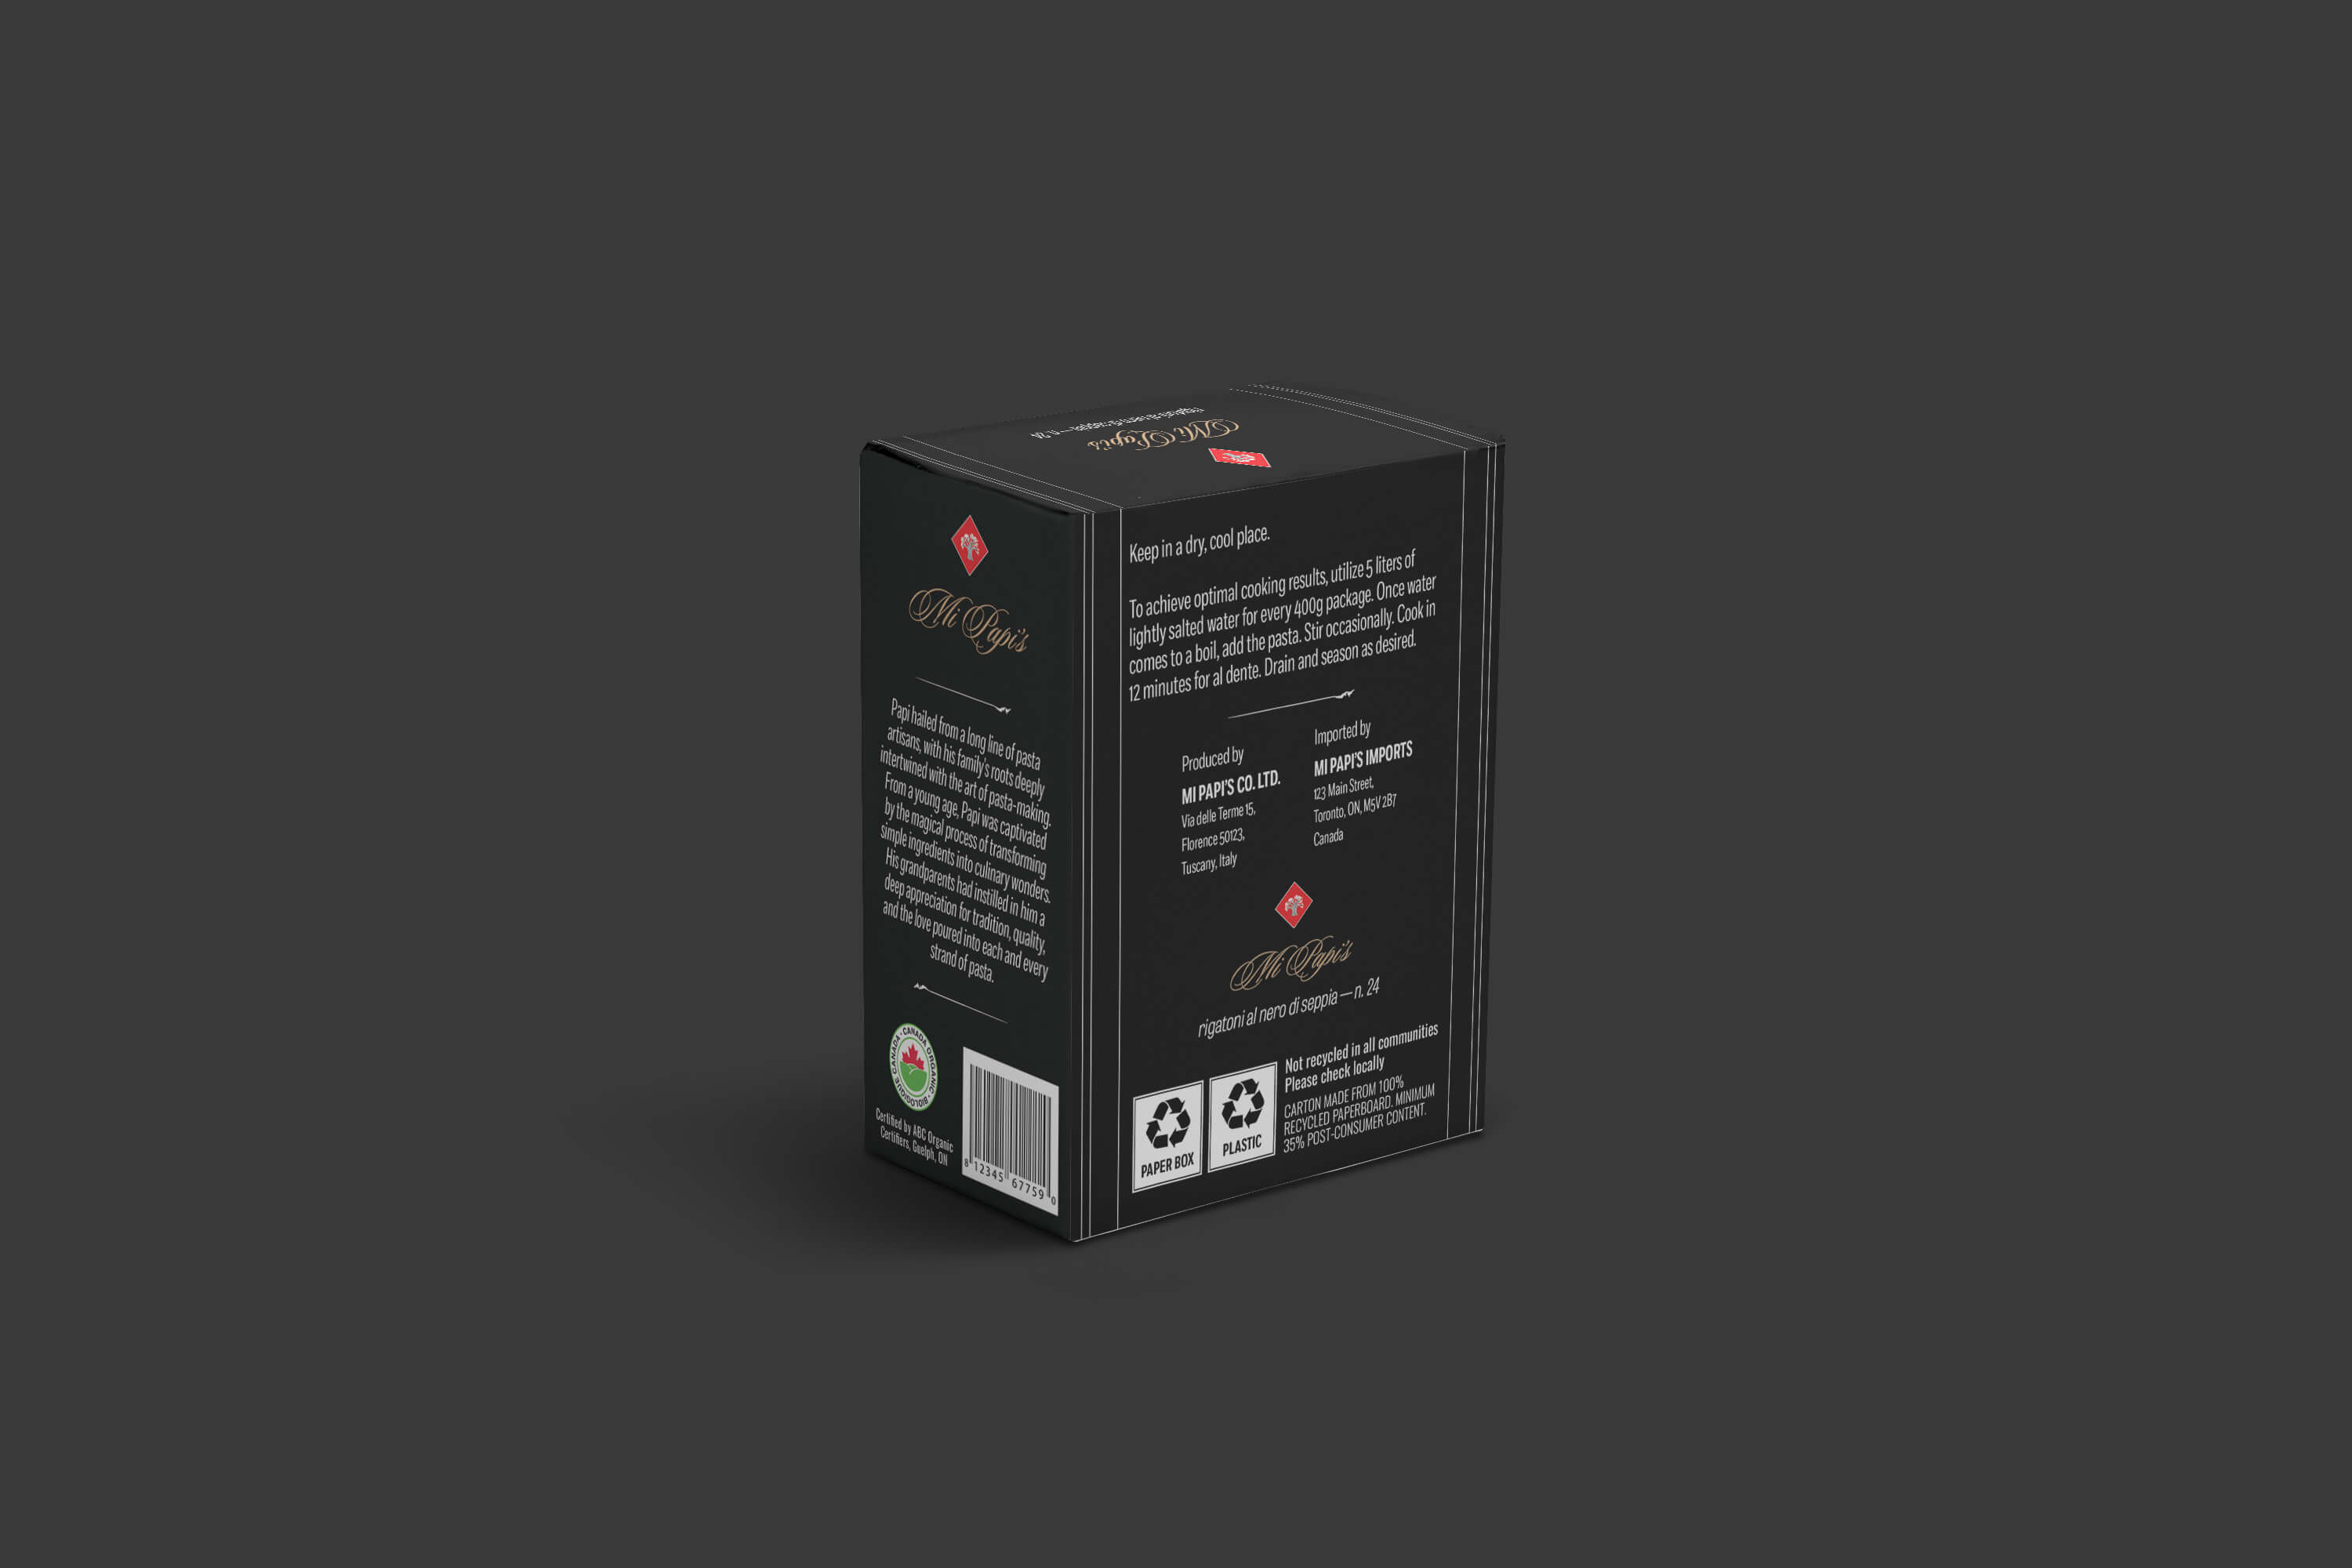 Mi Papi's
rigatoni al nero di seppia — n. 24
Mi Papi's
Papi hailed from a long line of pasta
artisans, with his family's roots deeply
intertwined with the art of pasta-making.
From a young age, Papi was captivated
by the magical process of transforming
simple ingredients into culinary wonders.
His grandparents had instilled in him a
deep appreciation for tradition, quality,
and the love poured into each and every
strand of pasta.
CANADA ORGANIC • BIOLOGIQUE CANADA •
Certified by ABC Organic
Certifiers, Guelph, ON
8 12345 67759 0
Keep in a dry, cool place.
To achieve optimal cooking results, utilize 5 liters of
lightly salted water for every 400g package. Once water
comes to a boil, add the pasta. Stir occasionally. Cook in
12 minutes for al dente. Drain and season as desired.
Produced by
MI PAPI'S CO. LTD.
Via delle Terme 15,
Florence 50123,
Tuscany, Italy
Imported by
MI PAPI'S IMPORTS
123 Main Street,
Toronto, ON, M5V 2B7
Canada
Mi Papi's
rigatoni al nero di seppia — n. 24
PAPER BOX
PLASTIC
Not recycled in all communities
Please check locally
CARTON MADE FROM 100%
RECYCLED PAPERBOARD. MINIMUM
35% POST-CONSUMER CONTENT.